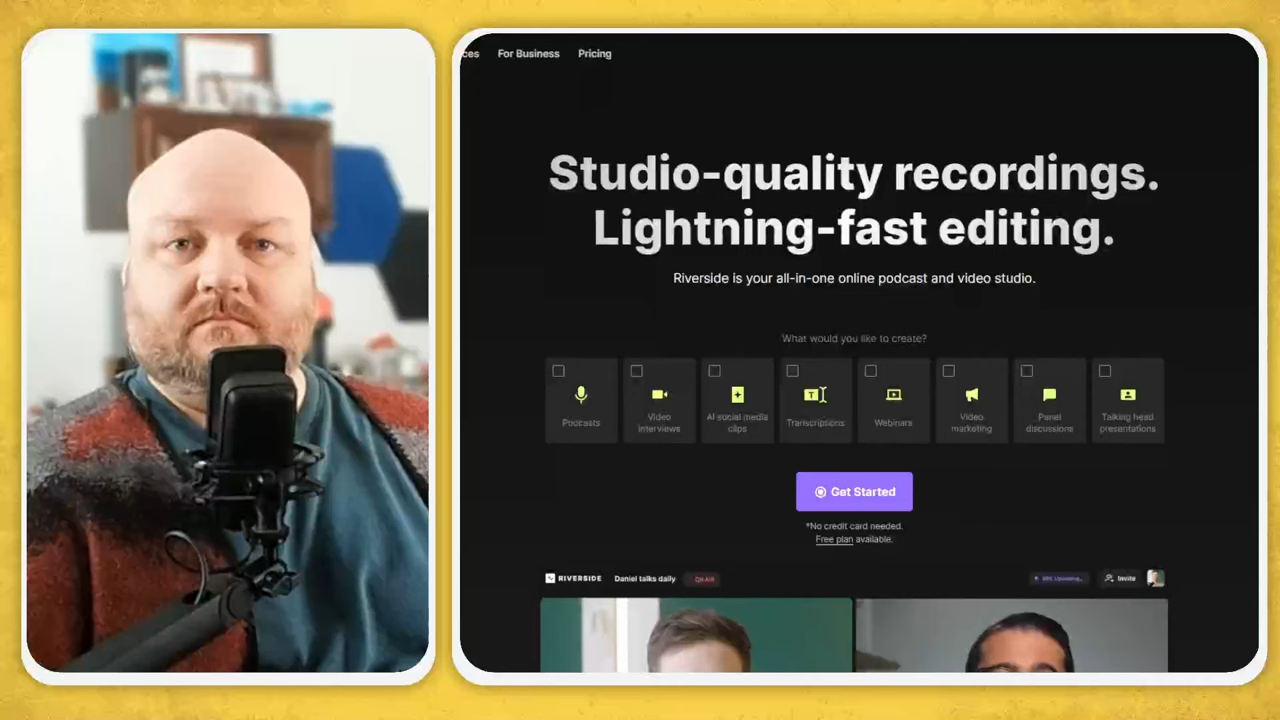 For Business
Pricing
Studio-quality recordings.
Lightning-fast editing.
Riverside is your all-in-one online podcast and video studio.
What would you like to create?
Podcasts
Video
interviews
AI social media
clips
Transcriptions
Webinars
Video
marketing
Panel
discussions
Talking head
presentations
Get Started
*No credit card needed.
Free plan available.
RIVERSIDE
Daniel talks daily
Invite